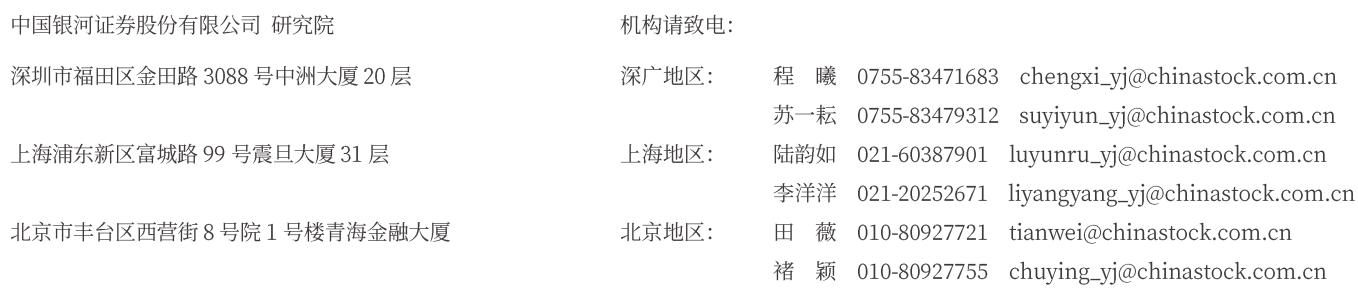 中国银河证券股份有限公司 研究院 机构请致电：
深圳市福田区金田路 3088 号中洲大厦 20 层 深广地区： 程 曦 0755-83471683 chengxi_yj@chinastock.com.cn
苏一耘 0755-83479312 suyiyun_yj@chinastock.com.cn
上海浦东新区富城路 99 号震旦大厦 31 层 上海地区： 陆韵如 021-60387901 luyunru_yj@chinastock.com.cn
李洋洋 021-20252671 liyangyang_yj@chinastock.com.cn
北京市丰台区西营街 8 号院 1 号楼青海金融大厦 北京地区： 田 薇 010-80927721 tianwei@chinastock.com.cn
褚 颖 010-80927755 chuying_yj@chinastock.com.cn